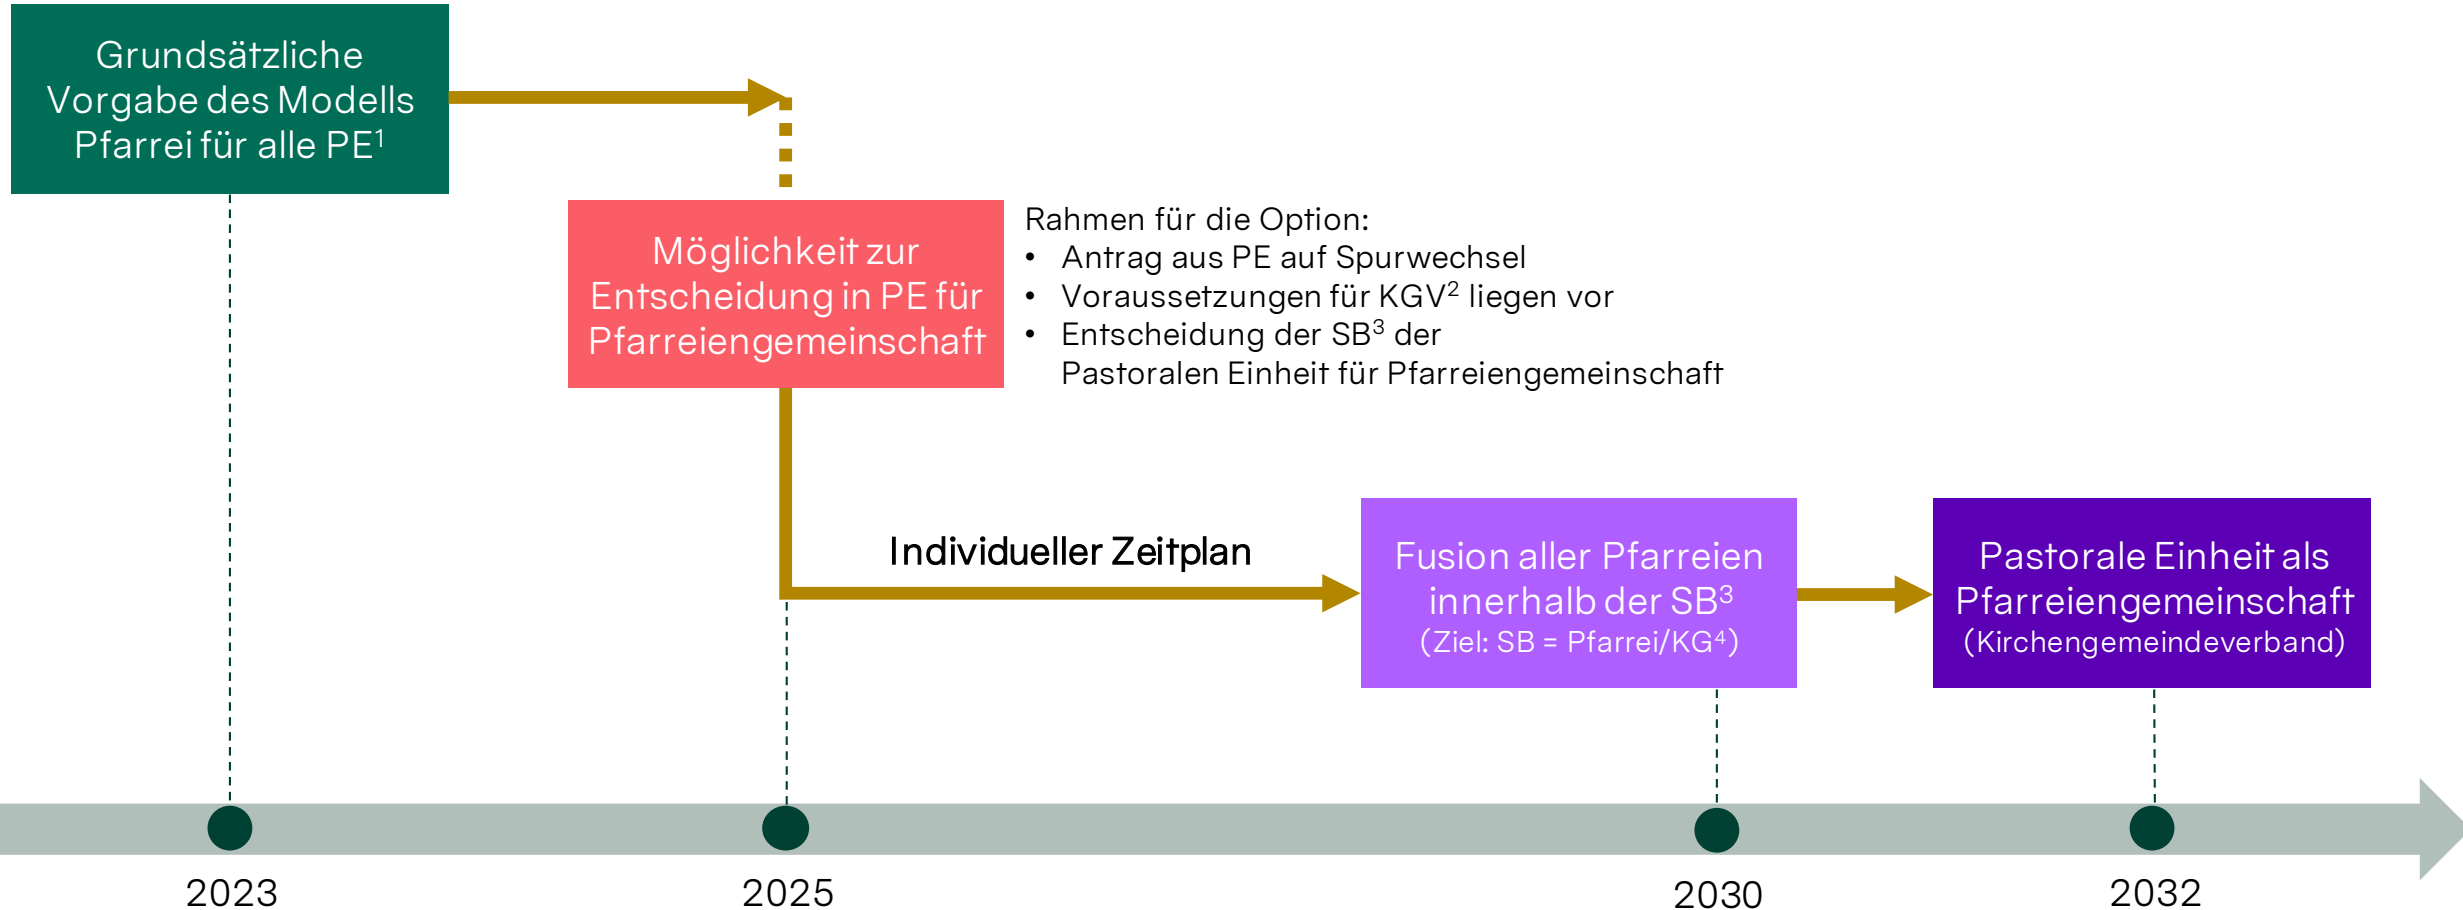 Grundsätzliche
Vorgabe des Modells
Pfarrei für alle PE¹
Möglichkeit zur
Entscheidung in PE für
Pfarreiengemeinschaft
Rahmen für die Option:
• Antrag aus PE auf Spurwechsel
• Voraussetzungen für KGV² liegen vor
• Entscheidung der SB³ der
Pastoralen Einheit für Pfarreiengemeinschaft
Individueller Zeitplan
Fusion aller Pfarreien
innerhalb der SB³
(Ziel: SB = Pfarrei/KG⁴)
Pastorale Einheit als
Pfarreiengemeinschaft
(Kirchengemeindeverband)
2023
2025
2030
2032